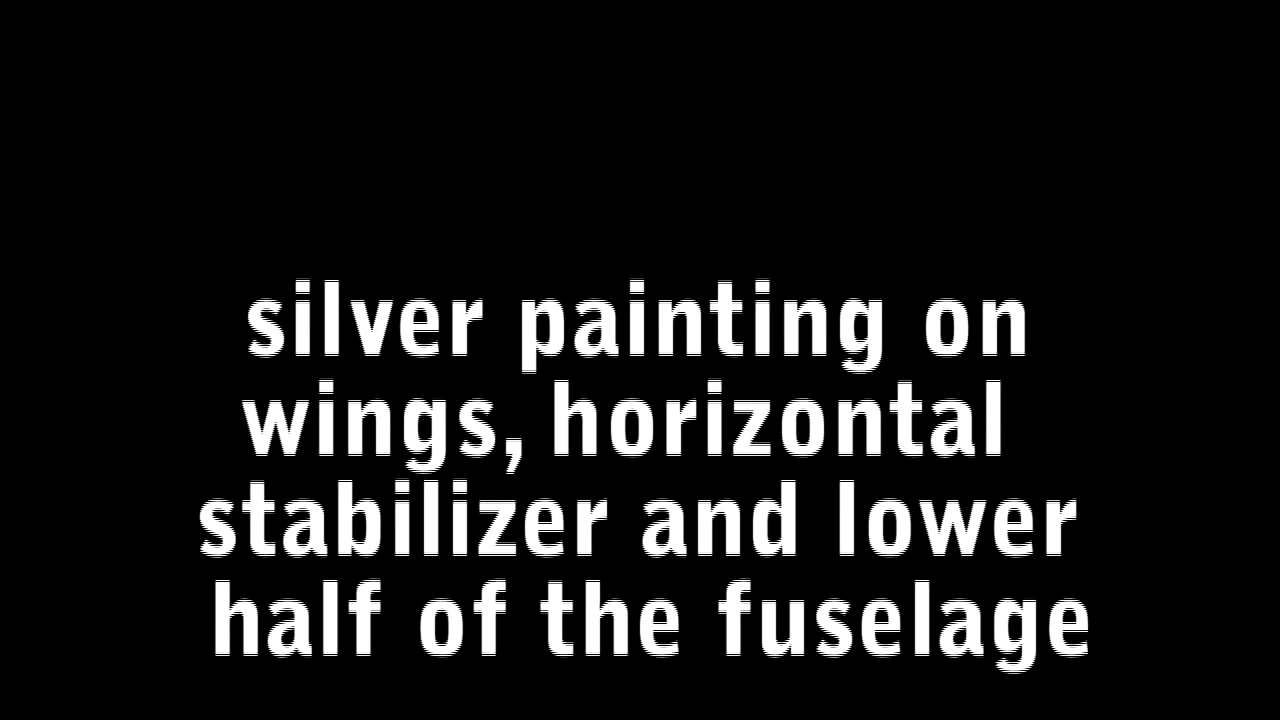 silver painting on
wings, horizontal
stabilizer and lower
half of the fuselage